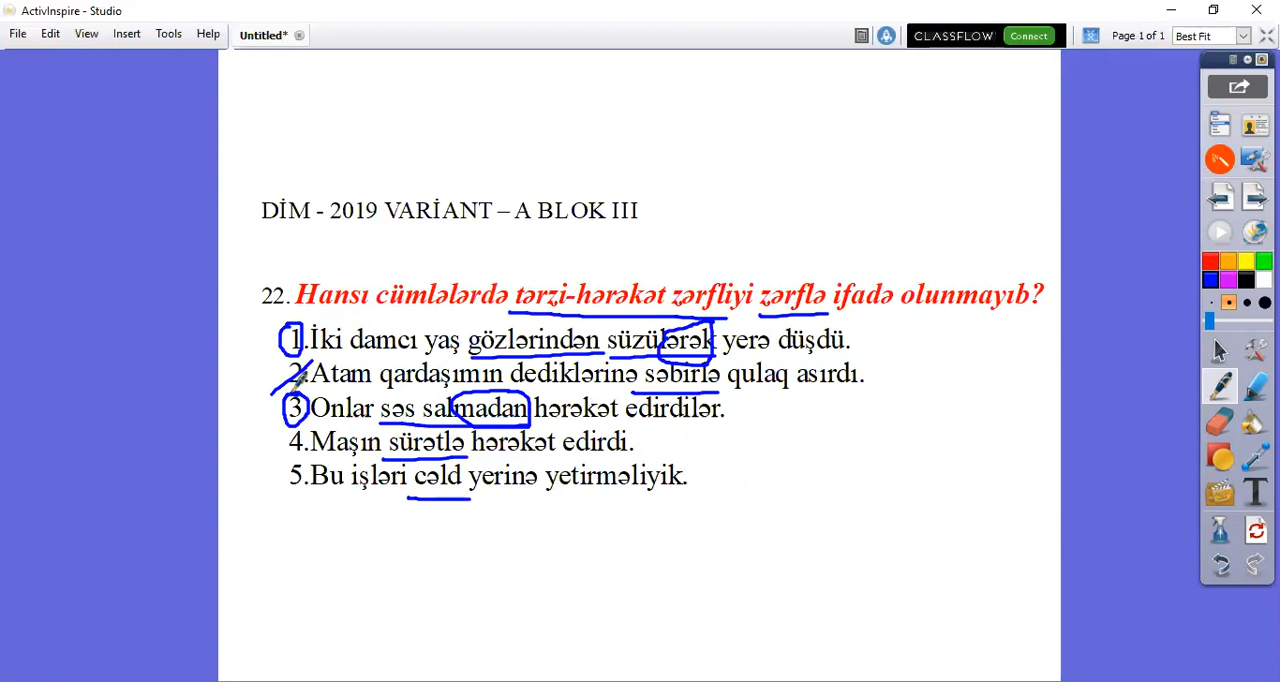 ActivInspire - Studio
File Edit View Insert Tools Help Untitled* CLASSFLOW Connect Page 1 of 1 Best Fit
DİM - 2019 VARİANT – A BLOK III
22. Hansı cümlələrdə tərzi-hərəkət zərfliyi zərflə ifadə olunmayıb?
1.İki damcı yaş gözlərindən süzülərək yerə düşdü.
2.Atam qardaşımın dediklərinə səbirlə qulaq asırdı.
3.Onlar səs salmadan hərəkət edirdilər.
4.Maşın sürətlə hərəkət edirdi.
5.Bu işləri cəld yerinə yetirməliyik.